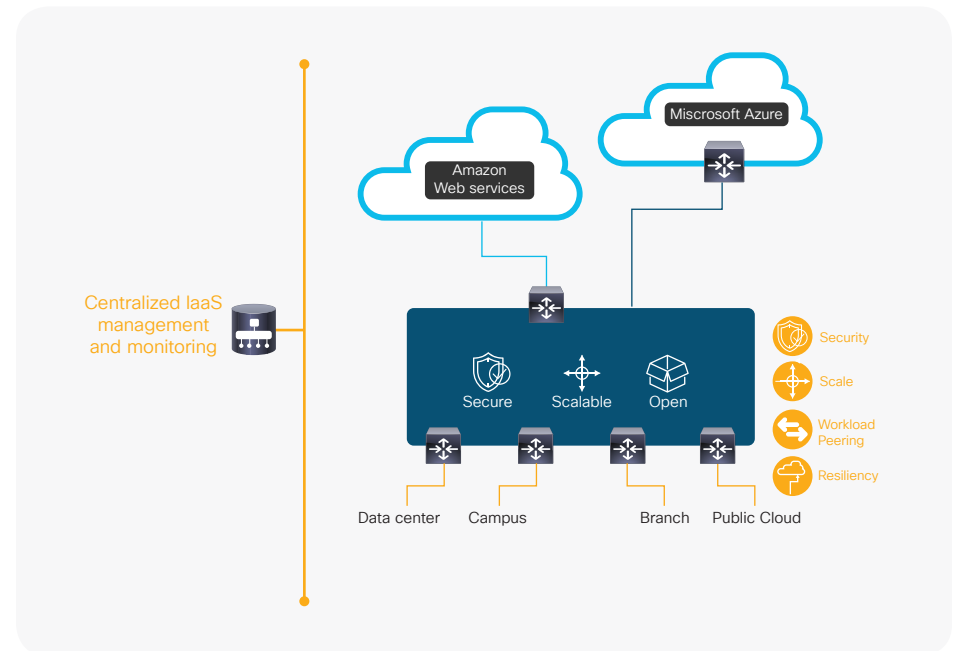 Miscrosoft Azure
Amazon
Web services
Centralized IaaS
management
and monitoring
Secure
Scalable
Open
Security
Scale
Workload
Peering
Resiliency
Data center
Campus
Branch
Public Cloud